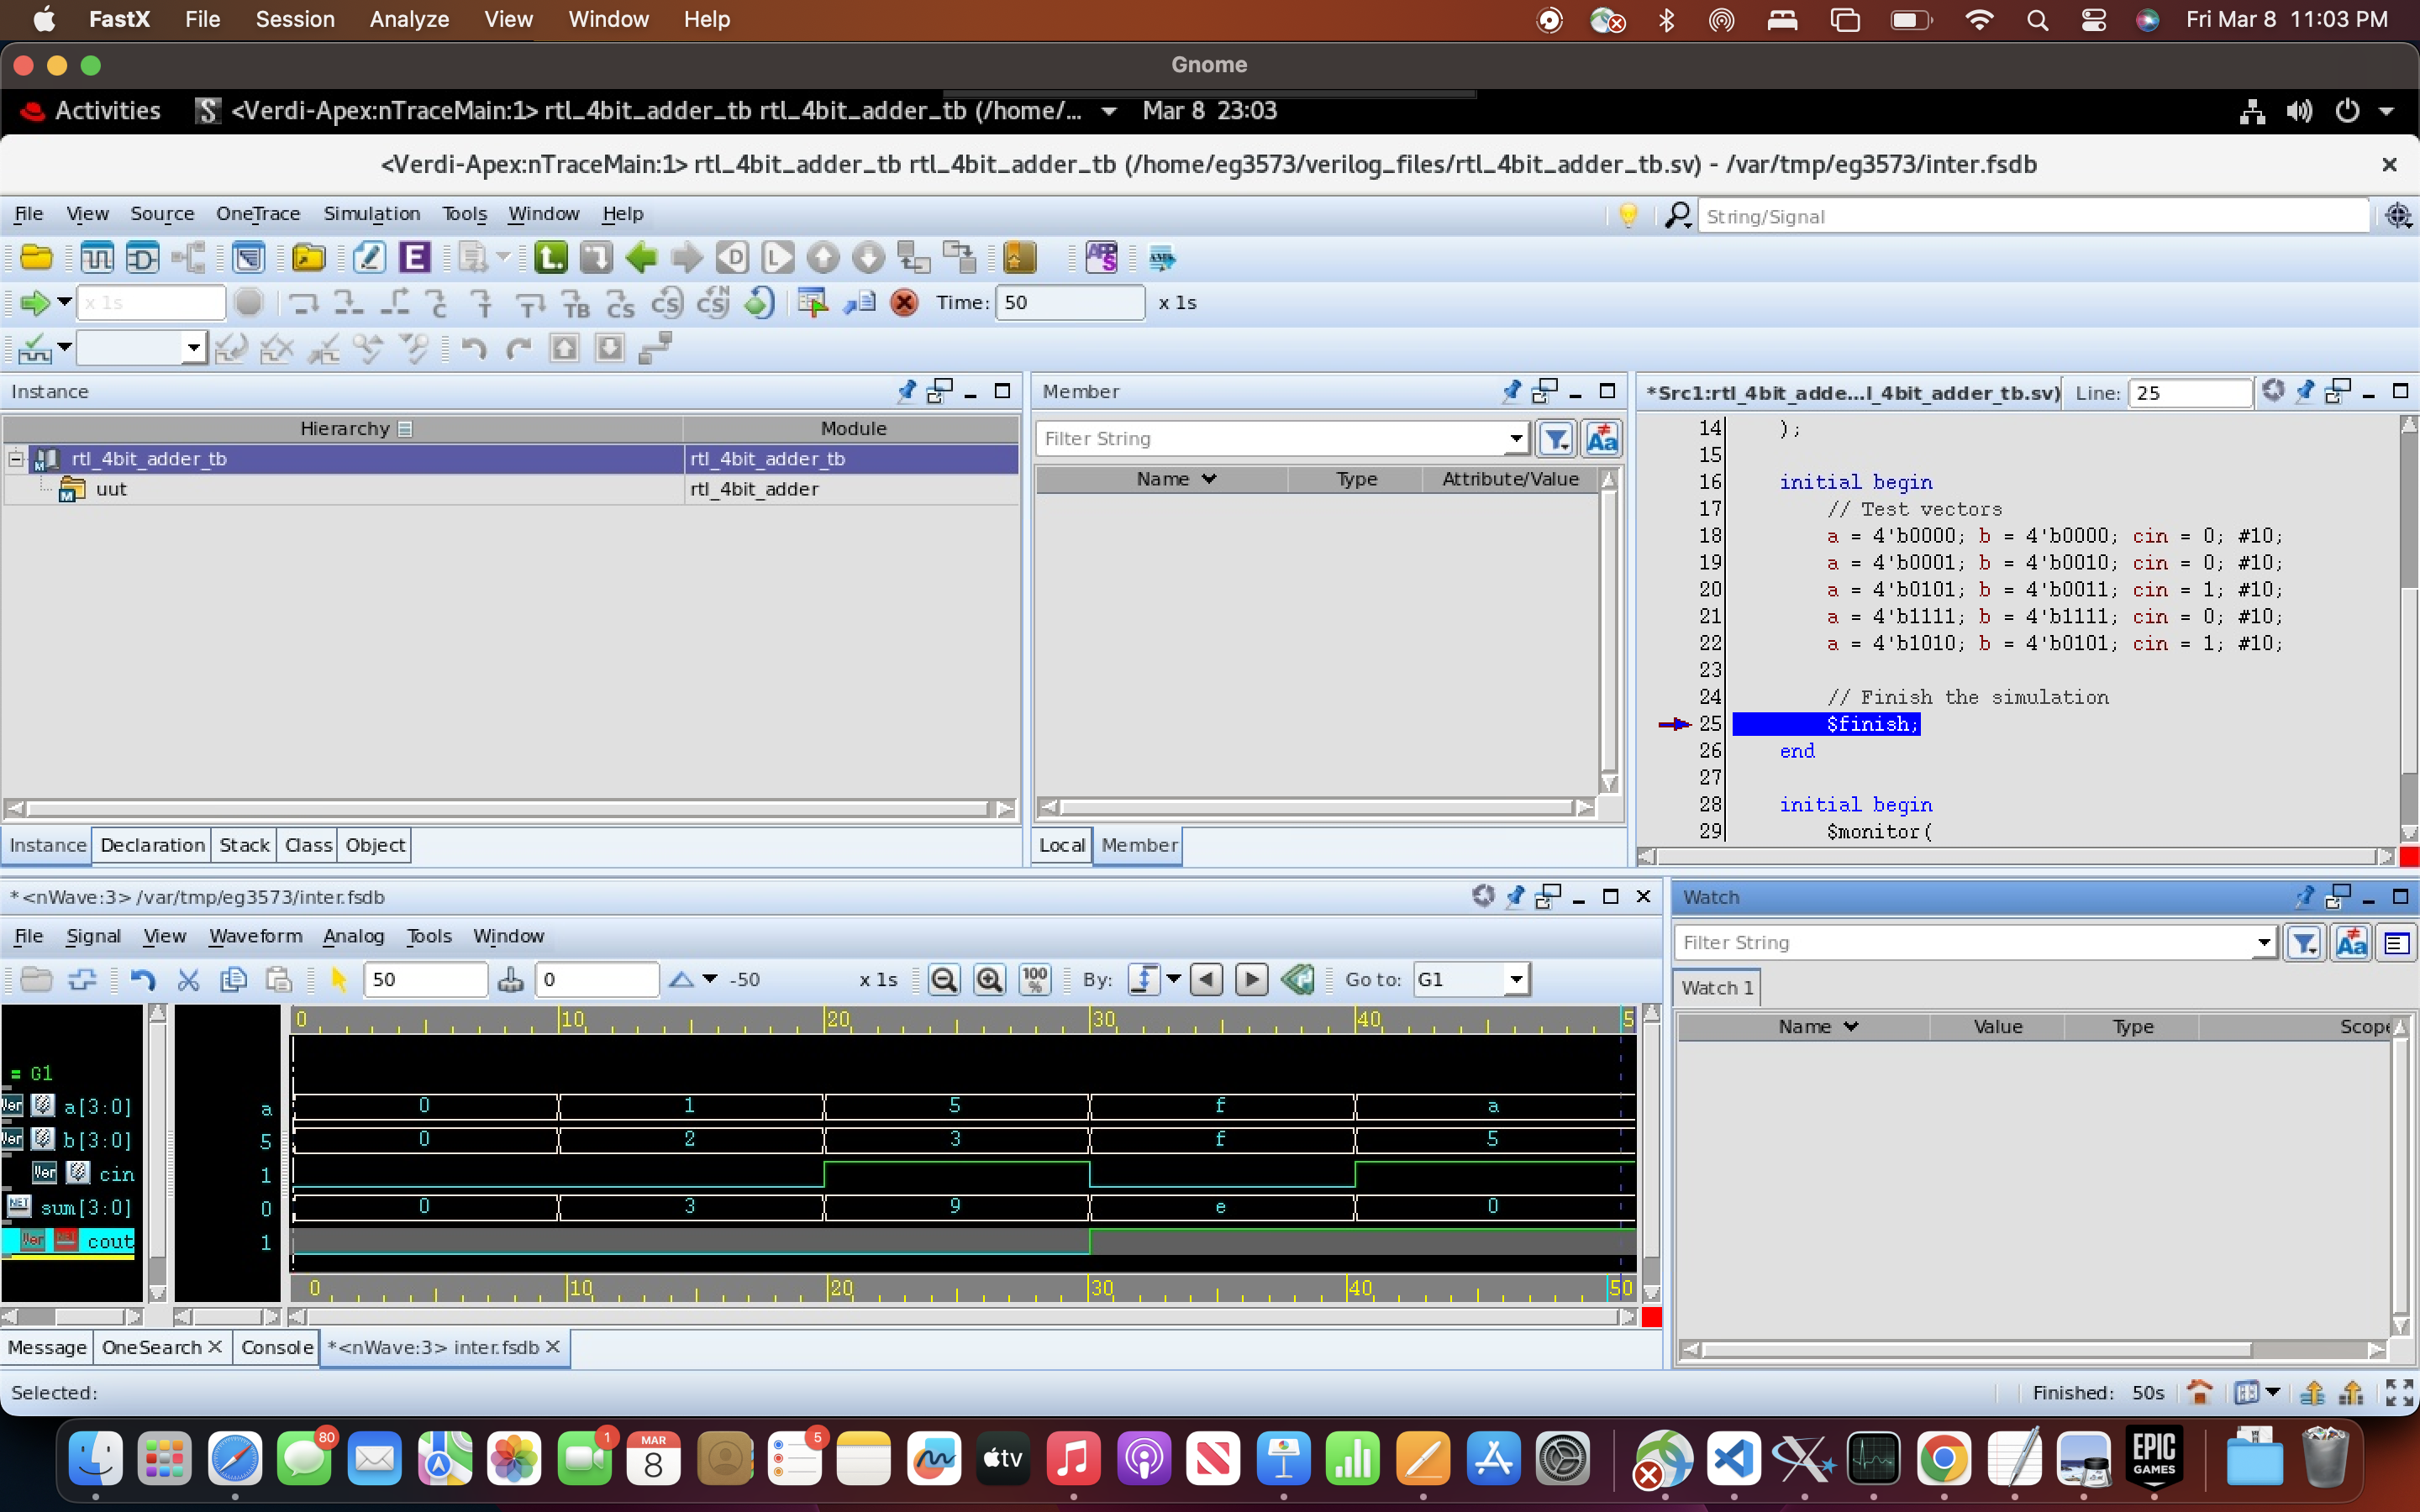 FastX File Session Analyze View Window Help Fri Mar 8 11:03 PM
Gnome
Activities <Verdi-Apex:nTraceMain:1> rtl_4bit_adder_tb rtl_4bit_adder_tb (/home/... Mar 8 23:03
<Verdi-Apex:nTraceMain:1> rtl_4bit_adder_tb rtl_4bit_adder_tb (/home/eg3573/verilog_files/rtl_4bit_adder_tb.sv) - /var/tmp/eg3573/inter.fsdb
File View Source OneTrace Simulation Tools Window Help String/Signal
x 1s Time: 50 x 1s
Instance
Hierarchy Module
rtl_4bit_adder_tb rtl_4bit_adder_tb
uut rtl_4bit_adder
Instance Declaration Stack Class Object
Member
Filter String
Name Type Attribute/Value
Local Member
*Src1:rtl_4bit_adde...l_4bit_adder_tb.sv) Line: 25
14 );
15
16 initial begin
17 // Test vectors
18 a = 4'b0000; b = 4'b0000; cin = 0; #10;
19 a = 4'b0001; b = 4'b0010; cin = 0; #10;
20 a = 4'b0101; b = 4'b0011; cin = 1; #10;
21 a = 4'b1111; b = 4'b1111; cin = 0; #10;
22 a = 4'b1010; b = 4'b0101; cin = 1; #10;
23
24 // Finish the simulation
25 $finish;
26 end
27
28 initial begin
29 $monitor(
*<nWave:3> /var/tmp/eg3573/inter.fsdb
File Signal View Waveform Analog Tools Window
50 0 -50 x 1s 100% By: Go to: G1
0 10 20 30 40 5
= G1
a[3:0] a 0 1 5 f a
b[3:0] 5 0 2 3 f 5
cin 1
sum[3:0] 0 0 3 9 e 0
cout 1
0 10 20 30 40 50
Message OneSearch Console *<nWave:3> inter.fsdb
Watch
Filter String
Watch 1
Name Value Type Scope
Selected: Finished: 50s
80 1 MAR 8 5 tv EPIC GAMES